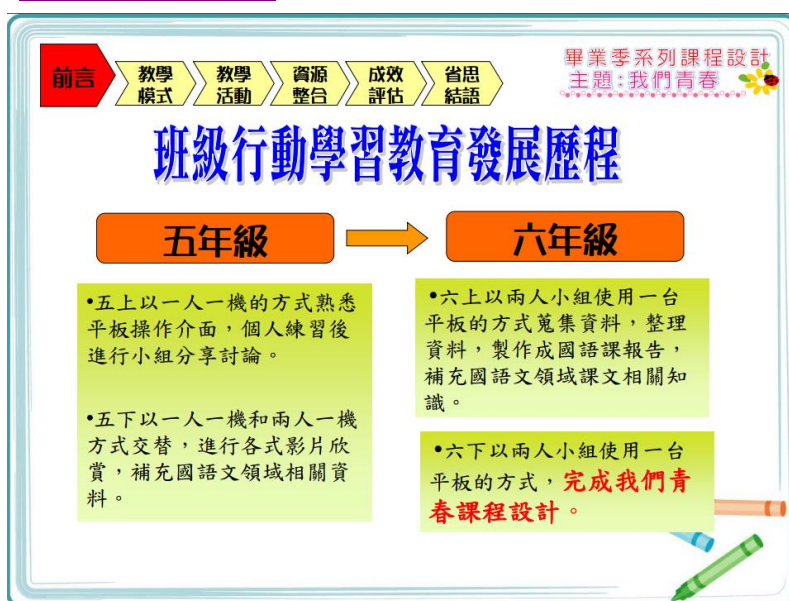 前言
教學
模式
教學
活動
資源
整合
成效
評估
省思
結語
畢業季系列課程設計
主題:我們青春
班級行動學習教育發展歷程
五年級
六年級
•五上以一人一機的方式熟悉
平板操作介面，個人練習後
進行小組分享討論。
•五下以一人一機和兩人一機
方式交替，進行各式影片欣
賞，補充國語文領域相關資
料。
•六上以兩人小組使用一台
平板的方式蒐集資料，整理
資料，製作成國語課報告，
補充國語文領域課文相關知
識。
•六下以兩人小組使用一台
平板的方式，完成我們青
春課程設計。